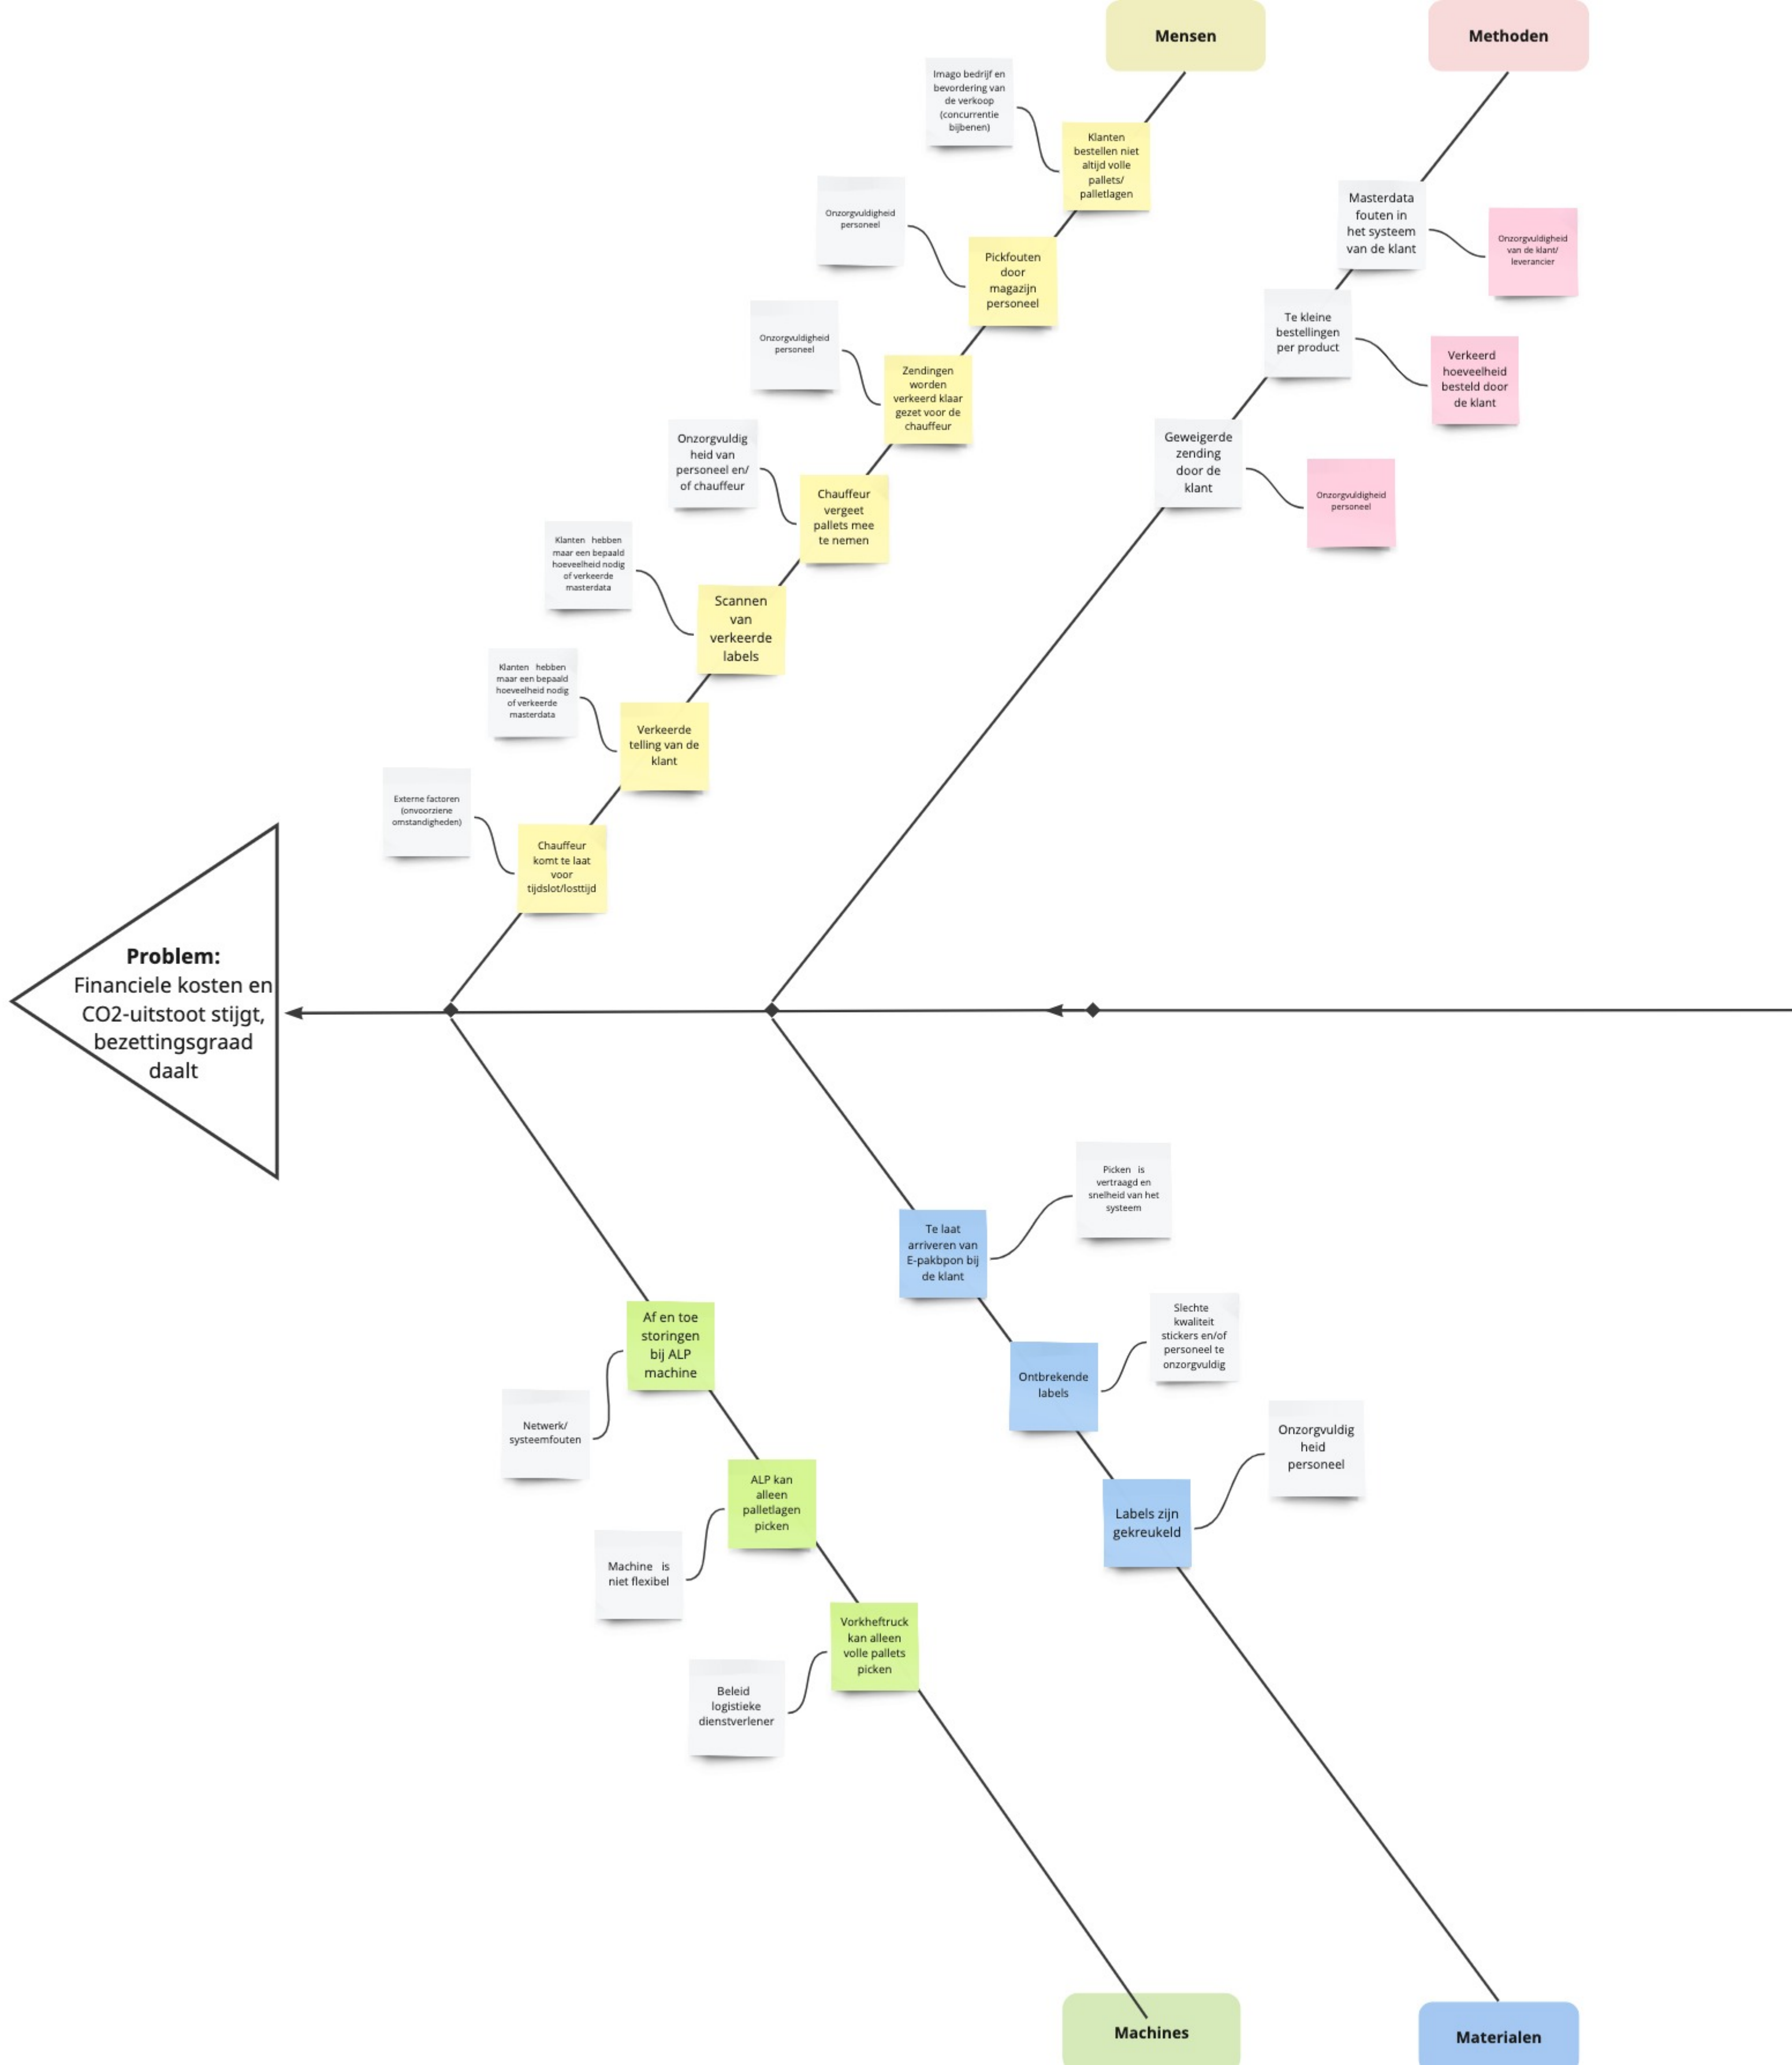 Mensen
Methoden
Imago bedrijf en
bevordering van
de verkoop
(concurrentie
bijbenen)
Klanten
bestellen niet
altijd volle
pallets/
palletlagen
Onzorgvuldigheid
personeel
Pickfouten
door
magazijn
personeel
Onzorgvuldigheid
personeel
Zendingen
worden
verkeerd klaar
gezet voor de
chauffeur
Onzorgvuldig
heid van
personeel en/
of chauffeur
Chauffeur
vergeet
pallets mee
te nemen
Klanten hebben
maar een bepaald
hoeveelheid nodig
of verkeerde
masterdata
Scannen
van
verkeerde
labels
Klanten hebben
maar een bepaald
hoeveelheid nodig
of verkeerde
masterdata
Verkeerde
telling van de
klant
Externe factoren
(onvoorziene
omstandigheden)
Chauffeur
komt te laat
voor
tijdslot/losttijd
Masterdata
fouten in
het systeem
van de klant
Onzorgvuldigheid
van de klant/
leverancier
Te kleine
bestellingen
per product
Verkeerd
hoeveelheid
besteld door
de klant
Geweigerde
zending
door de
klant
Onzorgvuldigheid
personeel
Problem:
Financiele kosten en
CO2-uitstoot stijgt,
bezettingsgraad
daalt
Picken is
vertraagd en
snelheid van het
systeem
Te laat
arriveren van
E-pakbpon bij
de klant
Slechte
kwaliteit
stickers en/of
personeel te
onzorgvuldig
Ontbrekende
labels
Onzorgvuldig
heid
personeel
Labels zijn
gekreukeld
Af en toe
storingen
bij ALP
machine
Netwerk/
systeemfouten
ALP kan
alleen
palletlagen
picken
Machine is
niet flexibel
Vorkheftruck
kan alleen
volle pallets
picken
Beleid
logistieke
dienstverlener
Machines
Materialen